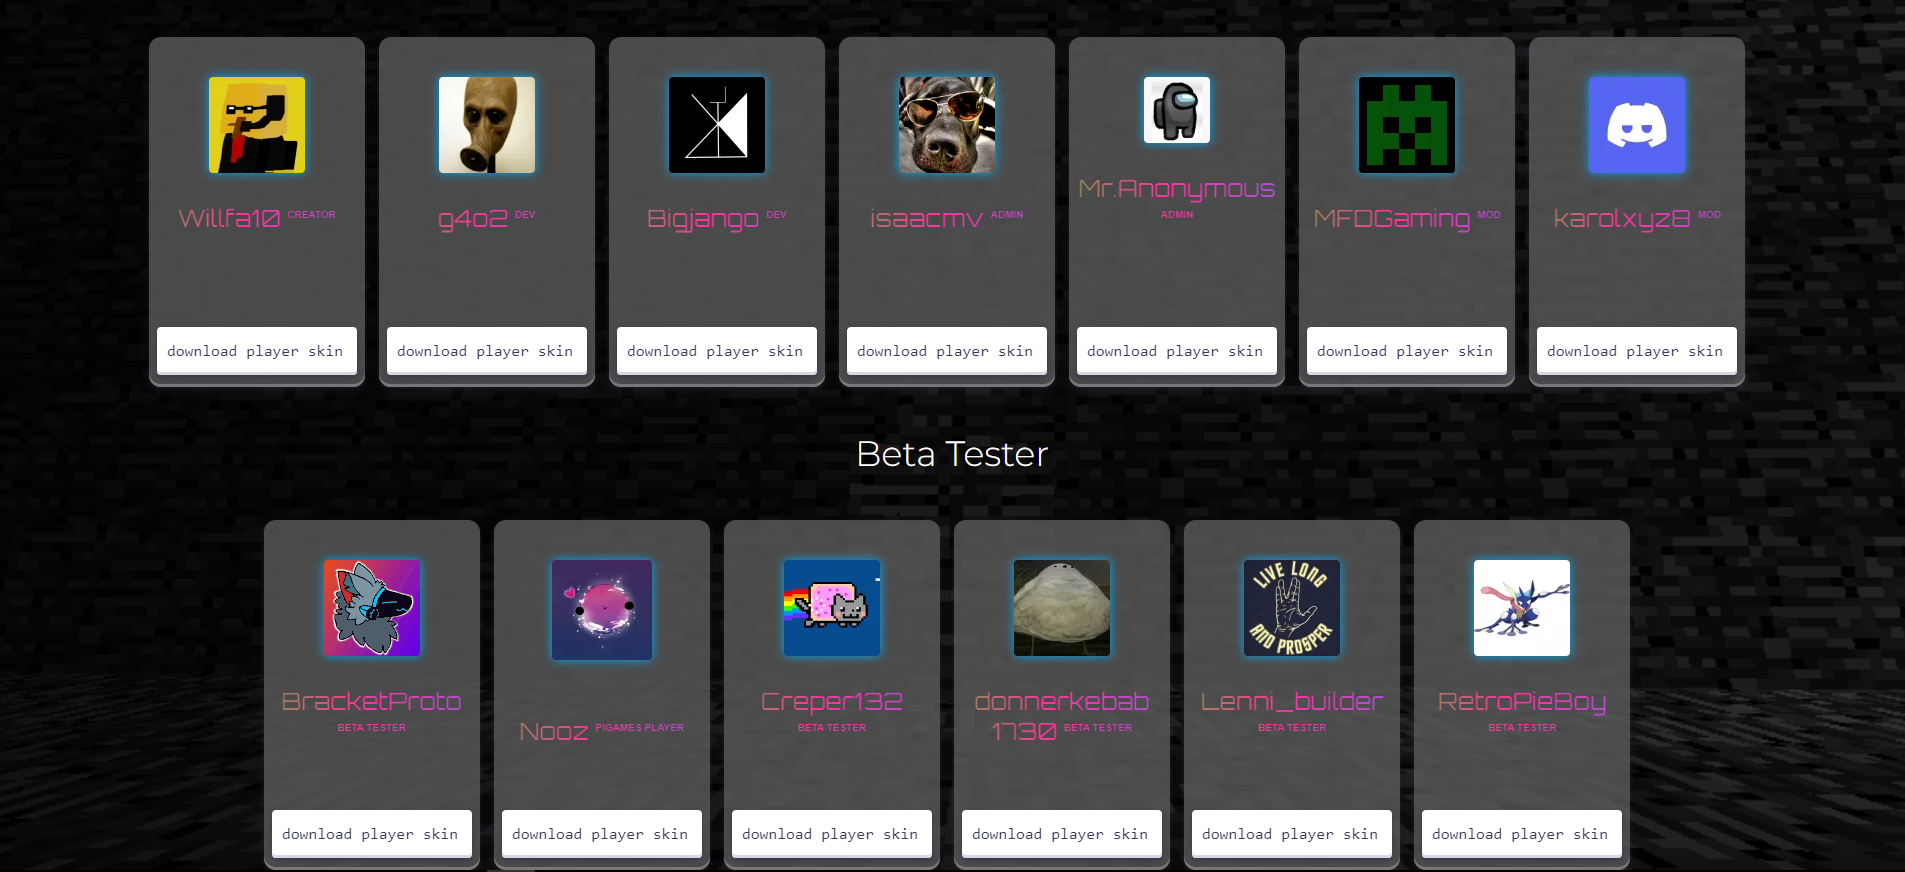 Willfa10 CREATOR
g4o2 DEV
Bigjango DEV
isaacmv ADMIN
Mr.Anonymous
ADMIN
MFDGaming MOD
karolxyz8 MOD
download player skin
download player skin
download player skin
download player skin
download player skin
download player skin
download player skin
Beta Tester
LIVE LONG
AND PROSPER
BracketProto
BETA TESTER
Nooz PIGAMES PLAYER
Creper132
BETA TESTER
donnerkebab
1730 BETA TESTER
Lenni_builder
BETA TESTER
RetroPieBoy
BETA TESTER
download player skin
download player skin
download player skin
download player skin
download player skin
download player skin